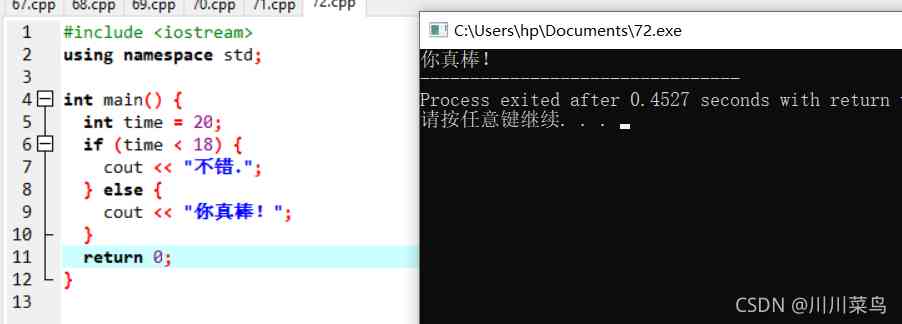 67.cpp 68.cpp 69.cpp 70.cpp 71.cpp 72.cpp
1 #include <iostream>
2 using namespace std;
3
4 int main() {
5 int time = 20;
6 if (time < 18) {
7 cout << "不错.";
8 } else {
9 cout << "你真棒！";
10 }
11 return 0;
12 }
13
C:\Users\hp\Documents\72.exe
你真棒！
--------------------------------
Process exited after 0.4527 seconds with return
请按任意键继续. . .
CSDN @川川菜鸟